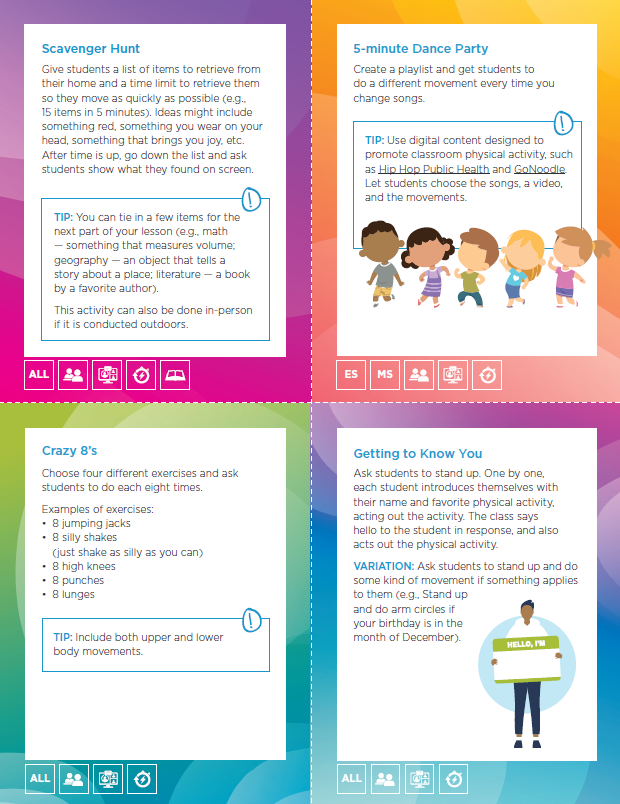 Scavenger Hunt
Give students a list of items to retrieve from
their home and a time limit to retrieve them
so they move as quickly as possible (e.g.,
15 items in 5 minutes). Ideas might include
something red, something you wear on your
head, something that brings you joy, etc.
After time is up, go down the list and ask
students show what they found on screen.
TIP: You can tie in a few items for the
next part of your lesson (e.g., math
— something that measures volume;
geography — an object that tells a
story about a place; literature — a book
by a favorite author).
This activity can also be done in-person
if it is conducted outdoors.
ALL
5-minute Dance Party
Create a playlist and get students to
do a different movement every time you
change songs.
TIP: Use digital content designed to
promote classroom physical activity, such
as Hip Hop Public Health and GoNoodle.
Let students choose the songs, a video,
and the movements.
ES MS
Crazy 8's
Choose four different exercises and ask
students to do each eight times.
Examples of exercises:
• 8 jumping jacks
• 8 silly shakes
(just shake as silly as you can)
• 8 high knees
• 8 punches
• 8 lunges
TIP: Include both upper and lower
body movements.
ALL
Getting to Know You
Ask students to stand up. One by one,
each student introduces themselves with
their name and favorite physical activity,
acting out the activity. The class says
hello to the student in response, and also
acts out the physical activity.
VARIATION: Ask students to stand up and do
some kind of movement if something applies
to them (e.g., Stand up
and do arm circles if
your birthday is in the
month of December).
HELLO, I'M
ALL